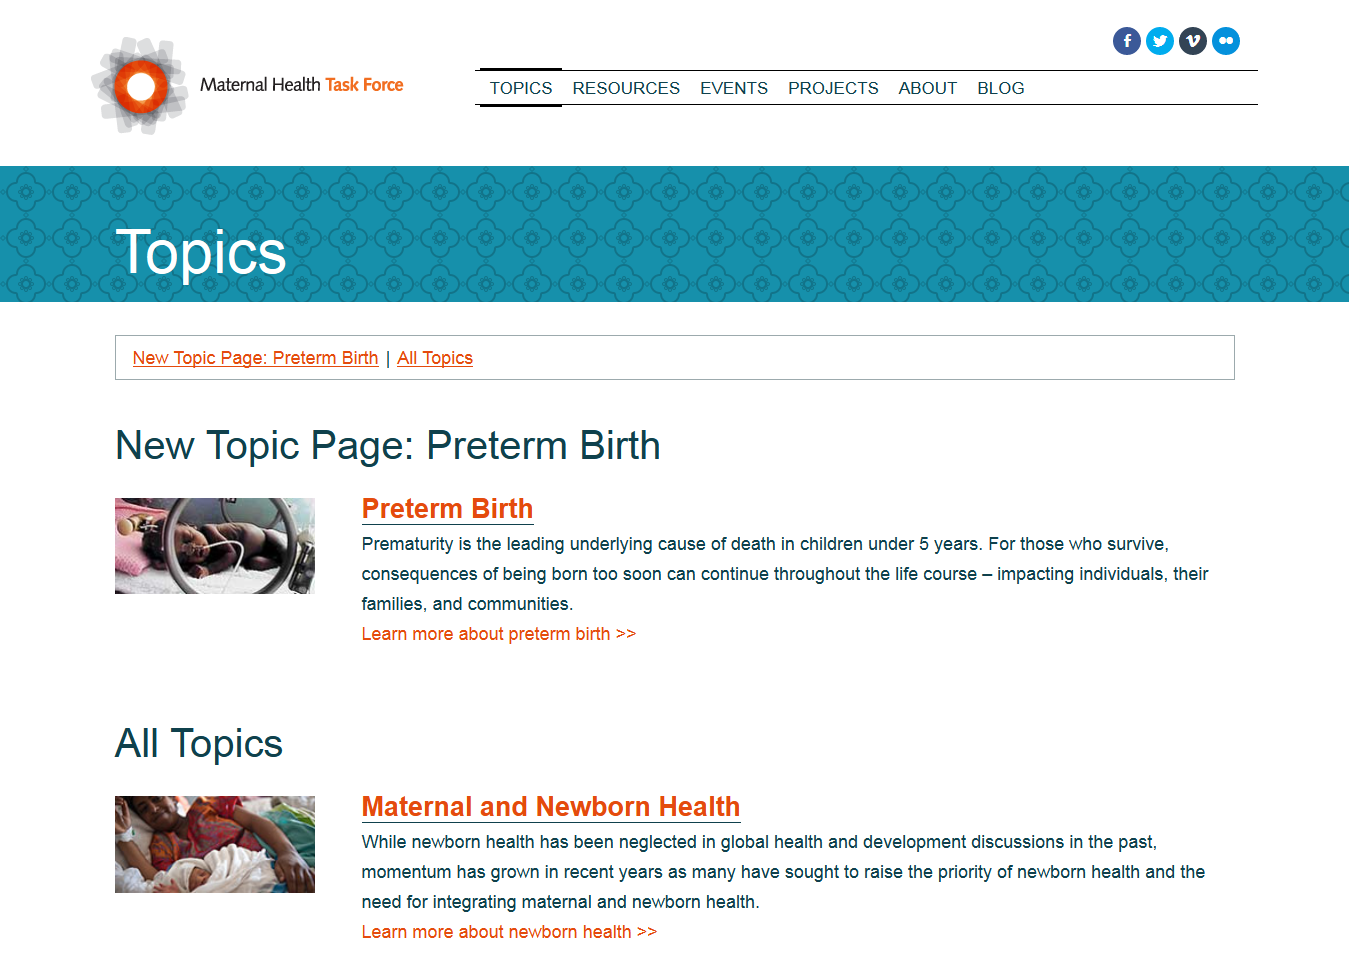 Maternal Health Task Force
TOPICS RESOURCES EVENTS PROJECTS ABOUT BLOG
Topics
New Topic Page: Preterm Birth | All Topics
New Topic Page: Preterm Birth
Preterm Birth
Prematurity is the leading underlying cause of death in children under 5 years. For those who survive,
consequences of being born too soon can continue throughout the life course – impacting individuals, their
families, and communities.
Learn more about preterm birth >>
All Topics
Maternal and Newborn Health
While newborn health has been neglected in global health and development discussions in the past,
momentum has grown in recent years as many have sought to raise the priority of newborn health and the
need for integrating maternal and newborn health.
Learn more about newborn health >>